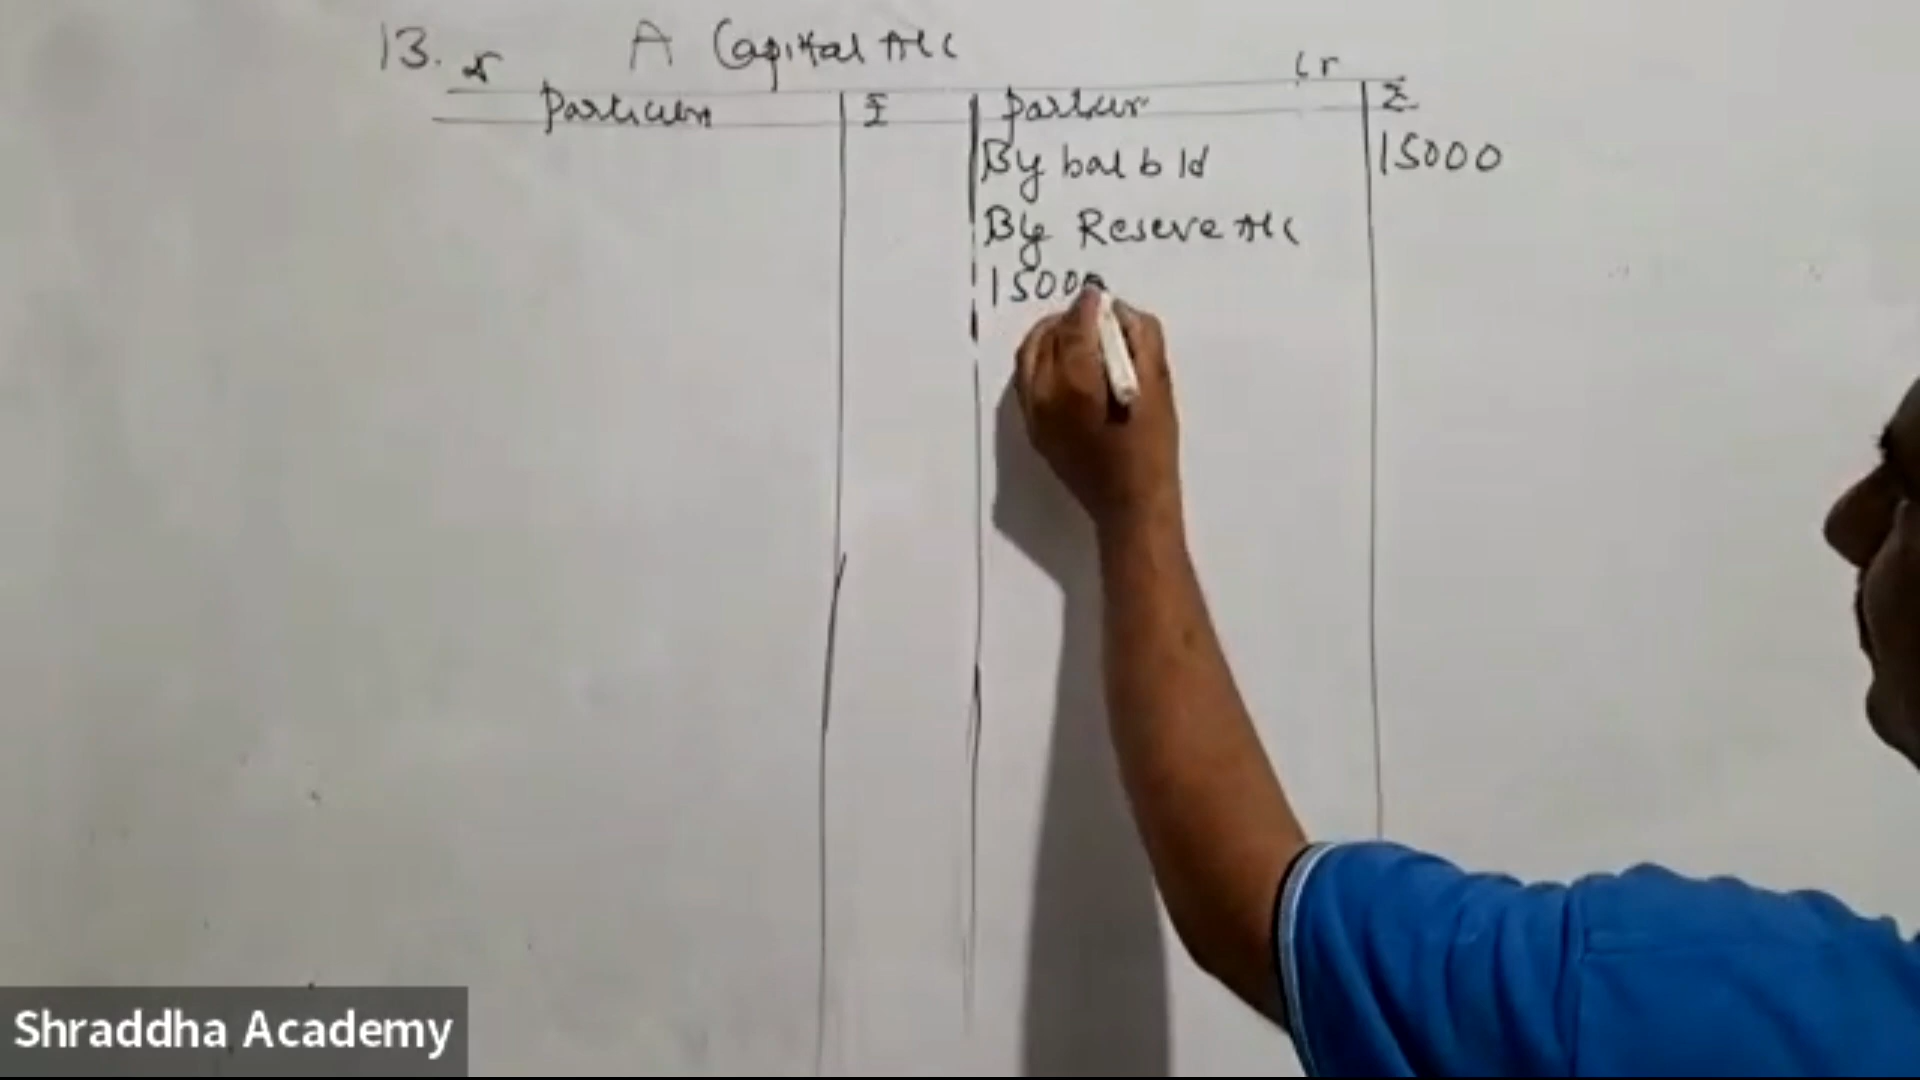 13. A Capital A/c
Dr Cr
Particulars ₹ Particulars ₹
By bal b/d 15000
By Reserve A/c
15000
Shraddha Academy